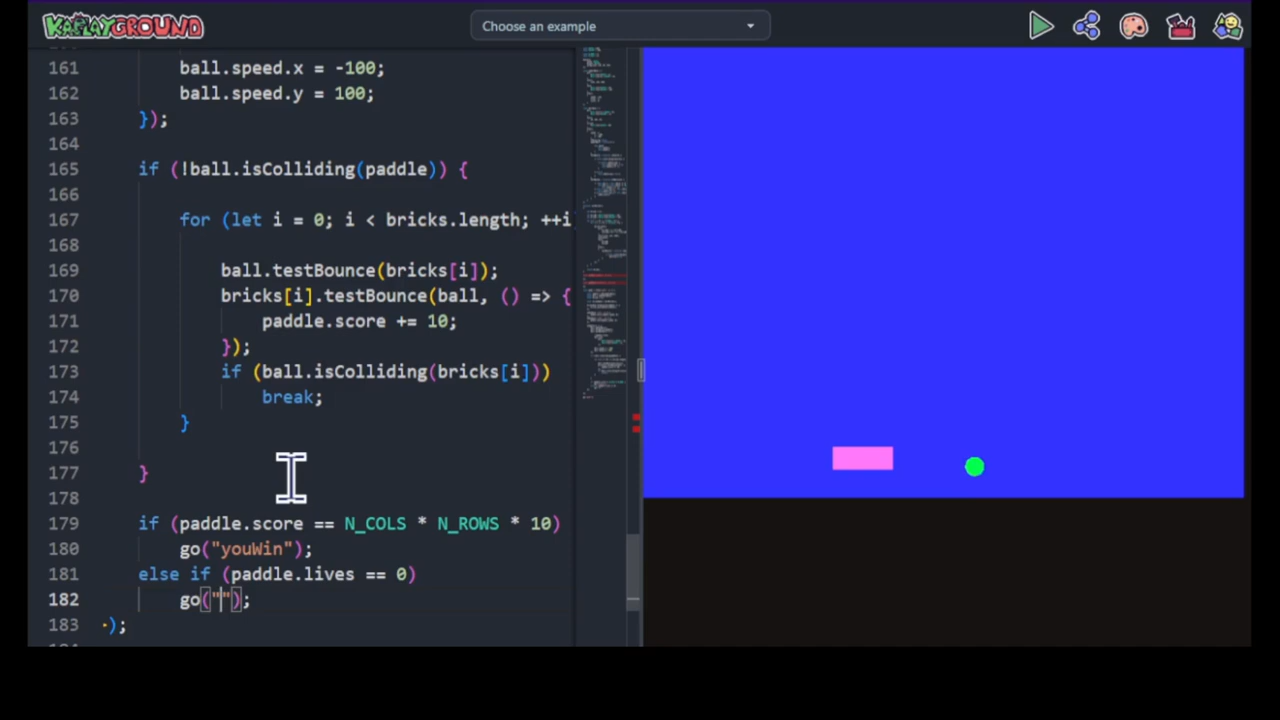 KAPLAYGROUND
Choose an example
161 ball.speed.x = -100;
162 ball.speed.y = 100;
163 });
164
165 if (!ball.isColliding(paddle)) {
166
167 for (let i = 0; i < bricks.length; ++i
168
169 ball.testBounce(bricks[i]);
170 bricks[i].testBounce(ball, () => {
171 paddle.score += 10;
172 });
173 if (ball.isColliding(bricks[i]))
174 break;
175 }
176
177 }
178
179 if (paddle.score == N_COLS * N_ROWS * 10)
180 go("youWin");
181 else if (paddle.lives == 0)
182 go("");
183 );